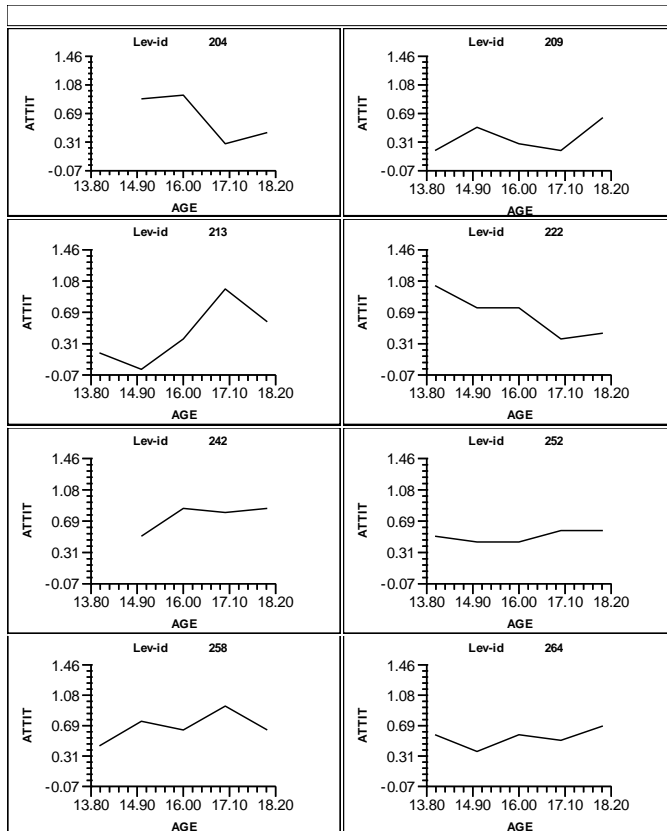 Lev-id 204
1.46
1.08
0.69
0.31
-0.07
ATTIT
13.80 14.90 16.00 17.10 18.20
AGE
Lev-id 209
1.46
1.08
0.69
0.31
-0.07
ATTIT
13.80 14.90 16.00 17.10 18.20
AGE
Lev-id 213
1.46
1.08
0.69
0.31
-0.07
ATTIT
13.80 14.90 16.00 17.10 18.20
AGE
Lev-id 222
1.46
1.08
0.69
0.31
-0.07
ATTIT
13.80 14.90 16.00 17.10 18.20
AGE
Lev-id 242
1.46
1.08
0.69
0.31
-0.07
ATTIT
13.80 14.90 16.00 17.10 18.20
AGE
Lev-id 252
1.46
1.08
0.69
0.31
-0.07
ATTIT
13.80 14.90 16.00 17.10 18.20
AGE
Lev-id 258
1.46
1.08
0.69
0.31
-0.07
ATTIT
13.80 14.90 16.00 17.10 18.20
AGE
Lev-id 264
1.46
1.08
0.69
0.31
-0.07
ATTIT
13.80 14.90 16.00 17.10 18.20
AGE